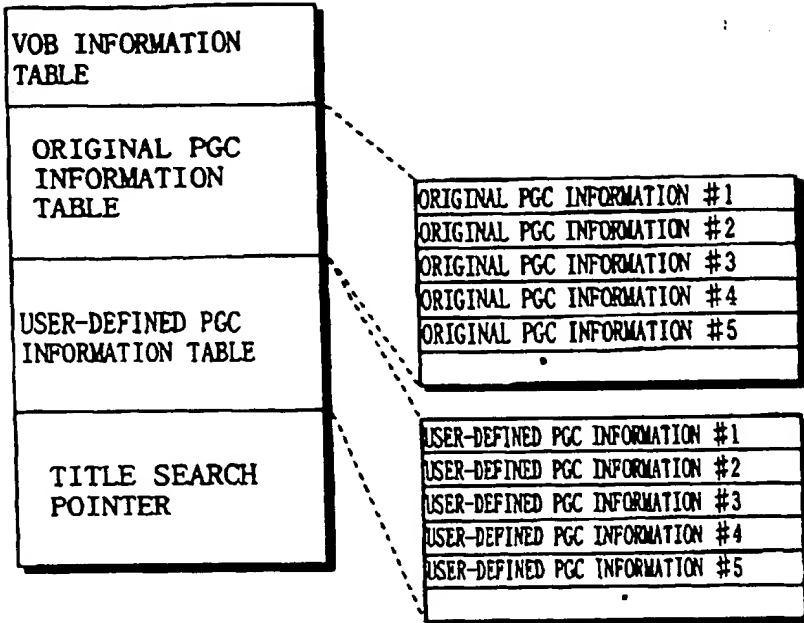 VOB INFORMATION
TABLE
ORIGINAL PGC
INFORMATION
TABLE
USER-DEFINED PGC
INFORMATION TABLE
TITLE SEARCH
POINTER
ORIGINAL PGC INFORMATION #1
ORIGINAL PGC INFORMATION #2
ORIGINAL PGC INFORMATION #3
ORIGINAL PGC INFORMATION #4
ORIGINAL PGC INFORMATION #5
USER-DEFINED PGC INFORMATION #1
USER-DEFINED PGC INFORMATION #2
USER-DEFINED PGC INFORMATION #3
USER-DEFINED PGC INFORMATION #4
USER-DEFINED PGC INFORMATION #5